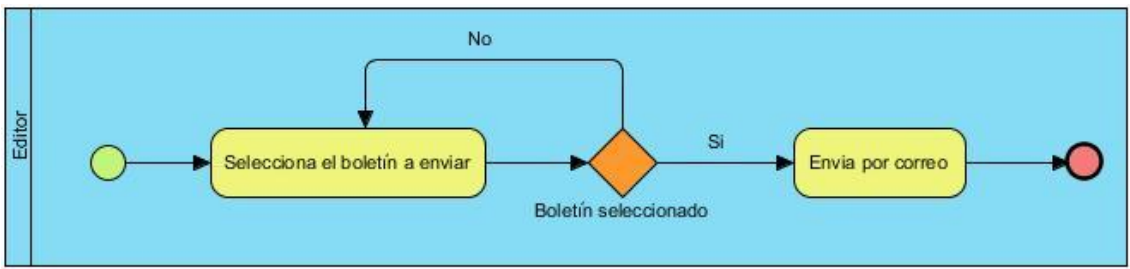 Editor
No
Selecciona el boletín a enviar
Si
Envia por correo
Boletín seleccionado